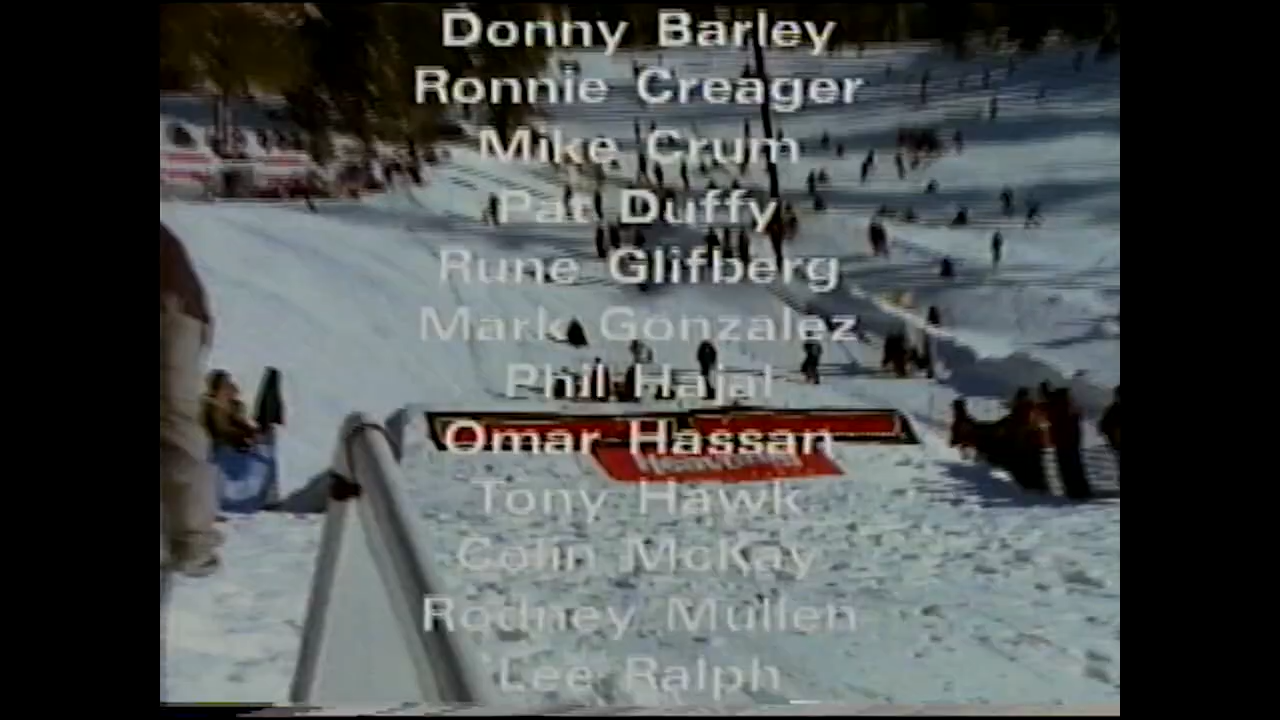 Donny Barley
Ronnie Creager
Mike Crum
Pat Duffy
Rune Glifberg
Mark Gonzalez
Phil Hajal
Omar Hassan
Tony Hawk
Colin McKay
Rodney Mullen
Lee Ralph